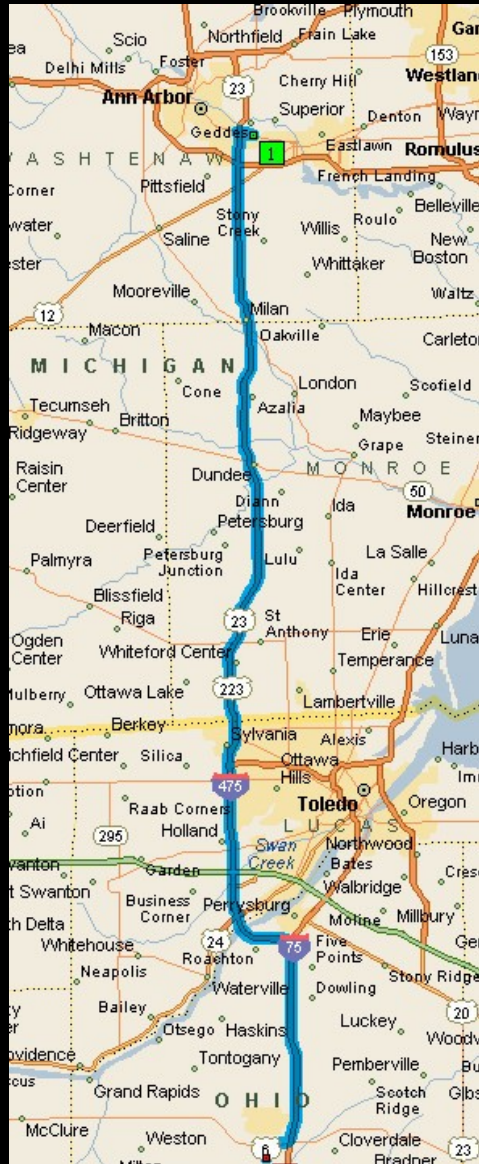 Brookville
Plymouth
Scio
Northfield
Frain Lake
Delhi Mills
Foster
153
Cherry Hill
Westland
Ann Arbor
23
Superior
Denton
Geddes
1
Eastlawn
Romulus
WASHTENAW
Pittsfield
French Landing
Corner
Belleville
Stony
Creek
Willis
Roulo
New
Boston
Saline
Whittaker
Mooreville
Waltz
12
Milan
Macon
Oakville
MICHIGAN
Cone
London
Scofield
Tecumseh
Azalia
Ridgeway
Britton
Maybee
Grape
Raisin
Center
Dundee
MONROE
50
Diann
Ida
Monroe
Deerfield
Petersburg
Petersburg
Junction
Lulu
La Salle
Palmyra
Ida
Center
Blissfield
Hillcrest
Riga
23
St
Anthony
Erie
Luna
Ogden
Center
Whiteford Center
Temperance
Ottawa Lake
223
Lambertville
Berkey
Sylvania
Alexis
Silica
Ottawa
Hills
475
Toledo
Oregon
Raab Corners
LUCAS
Ai
295
Holland
Swan
Creek
Northwood
Bates
Garden
Walbridge
Swanton
Business
Corner
Perrysburg
Moline
Millbury
Whitehouse
24
Roachton
75
Five
Points
Neapolis
Stony Ridge
Waterville
Dowling
20
Bailey
Otsego
Haskins
Luckey
Tontogany
Pemberville
Grand Rapids
OHIO
Scotch
Ridge
McClure
Weston
6
Cloverdale
23
Bradner